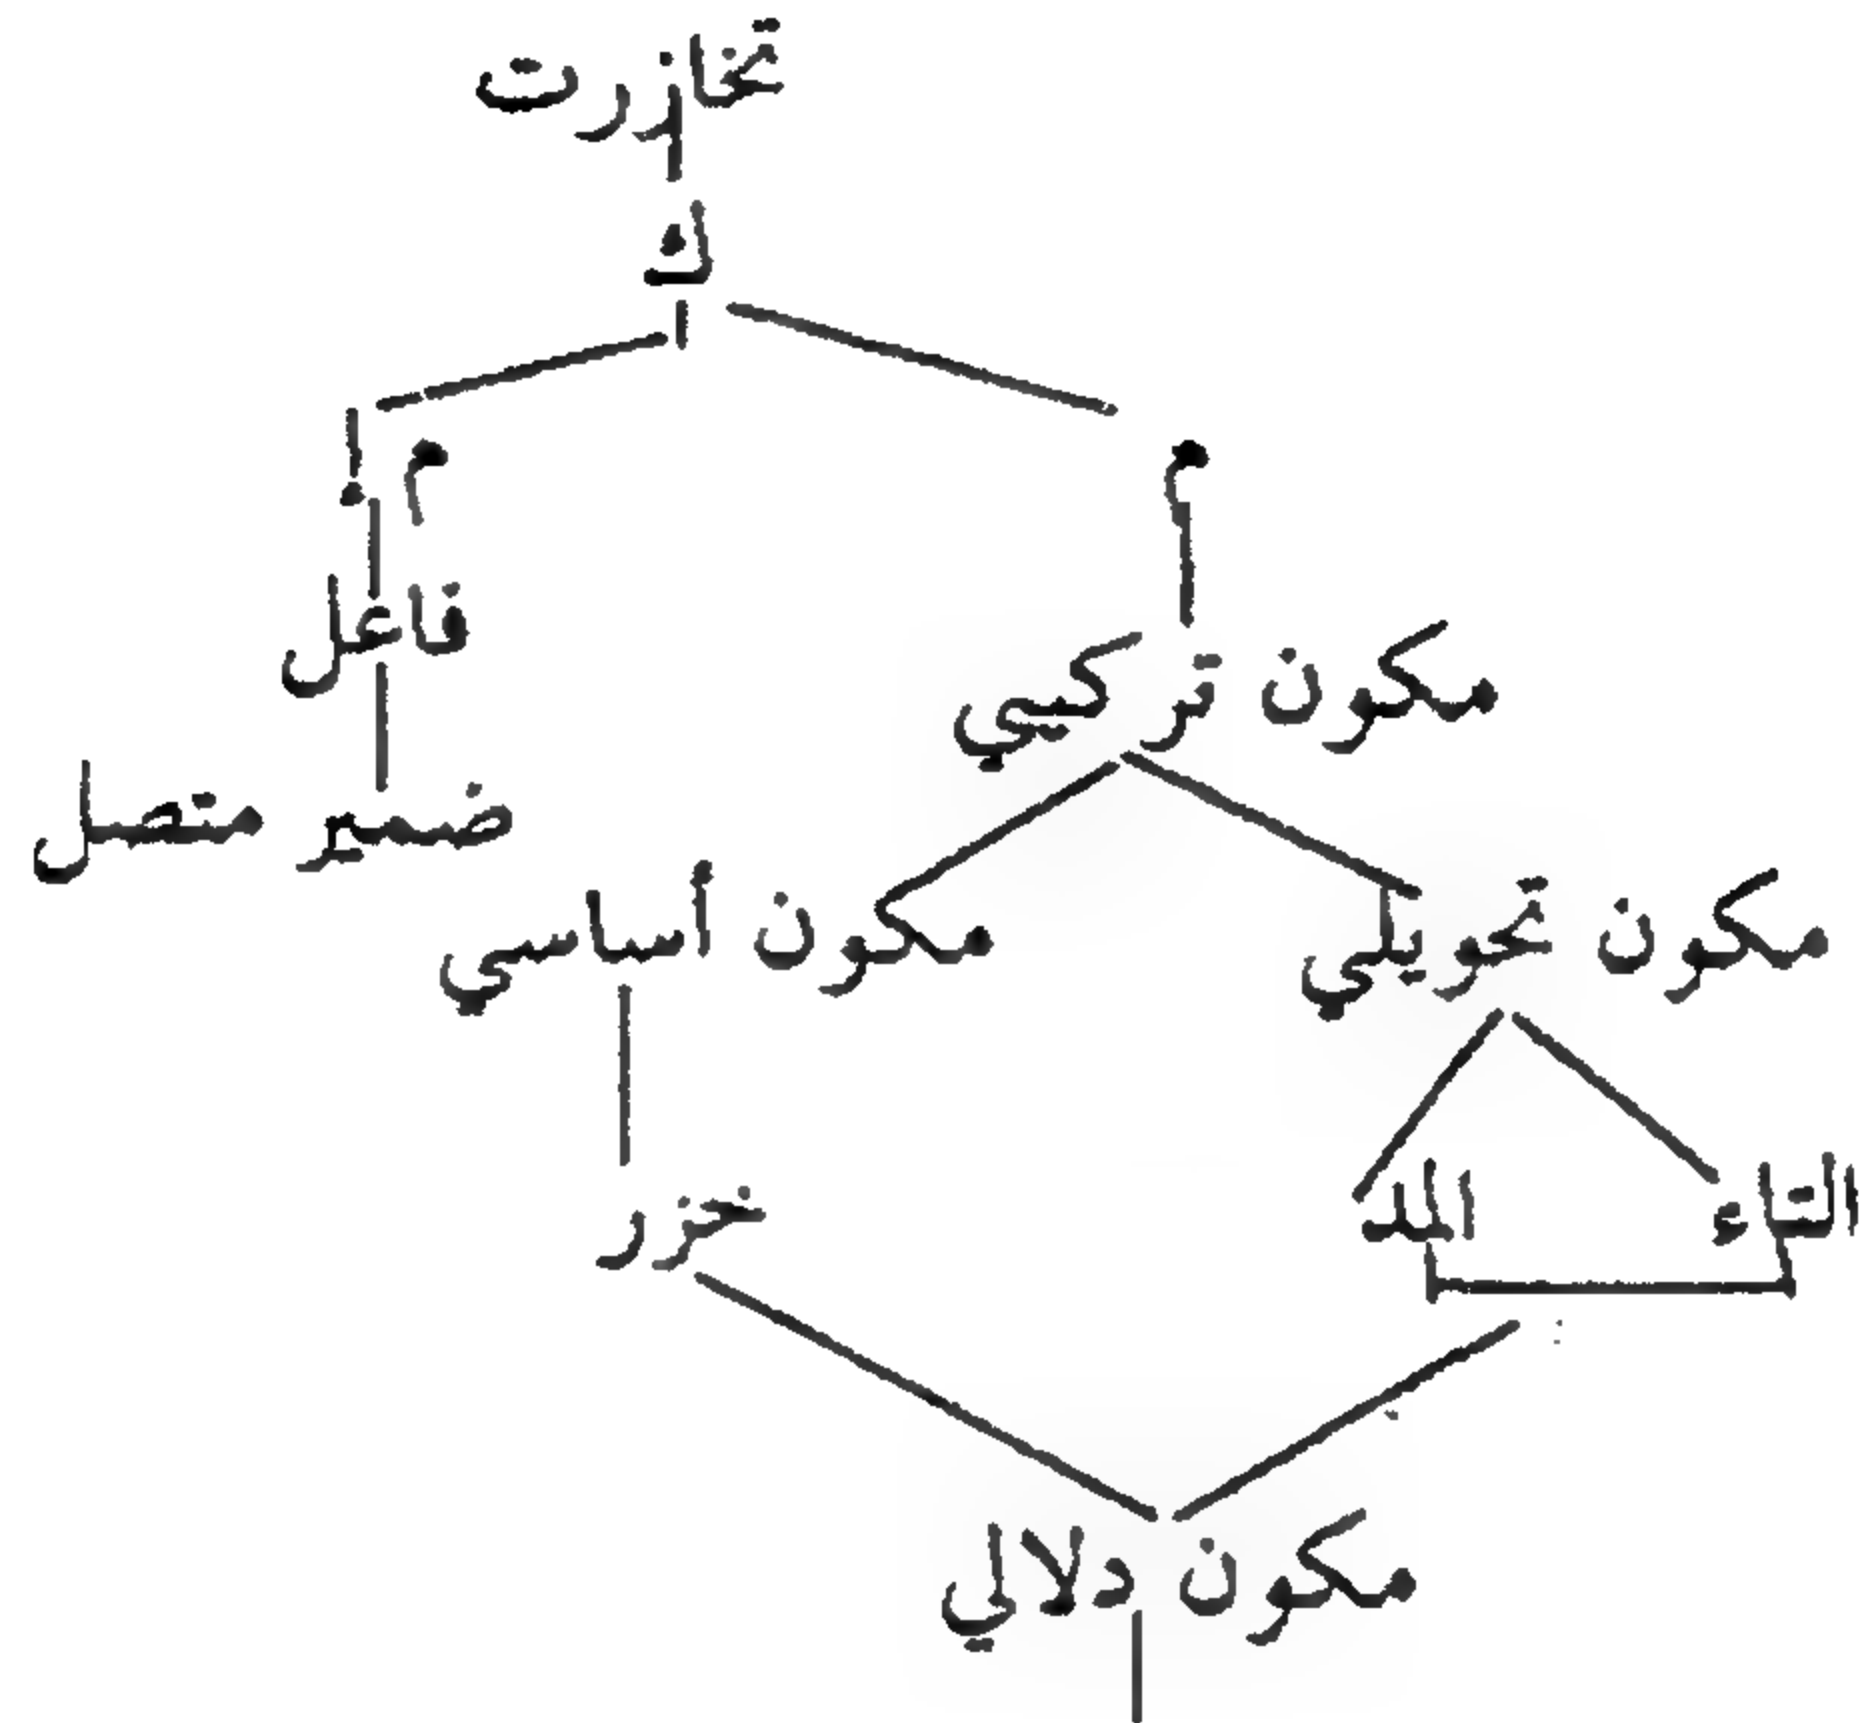 تخازرت
ك
م
م إ
فاعل
مكون تركيبي
ضمير متصل
مكون تحويلي
مكون أساسي
التاء
المد
خزر
مكون دلالي